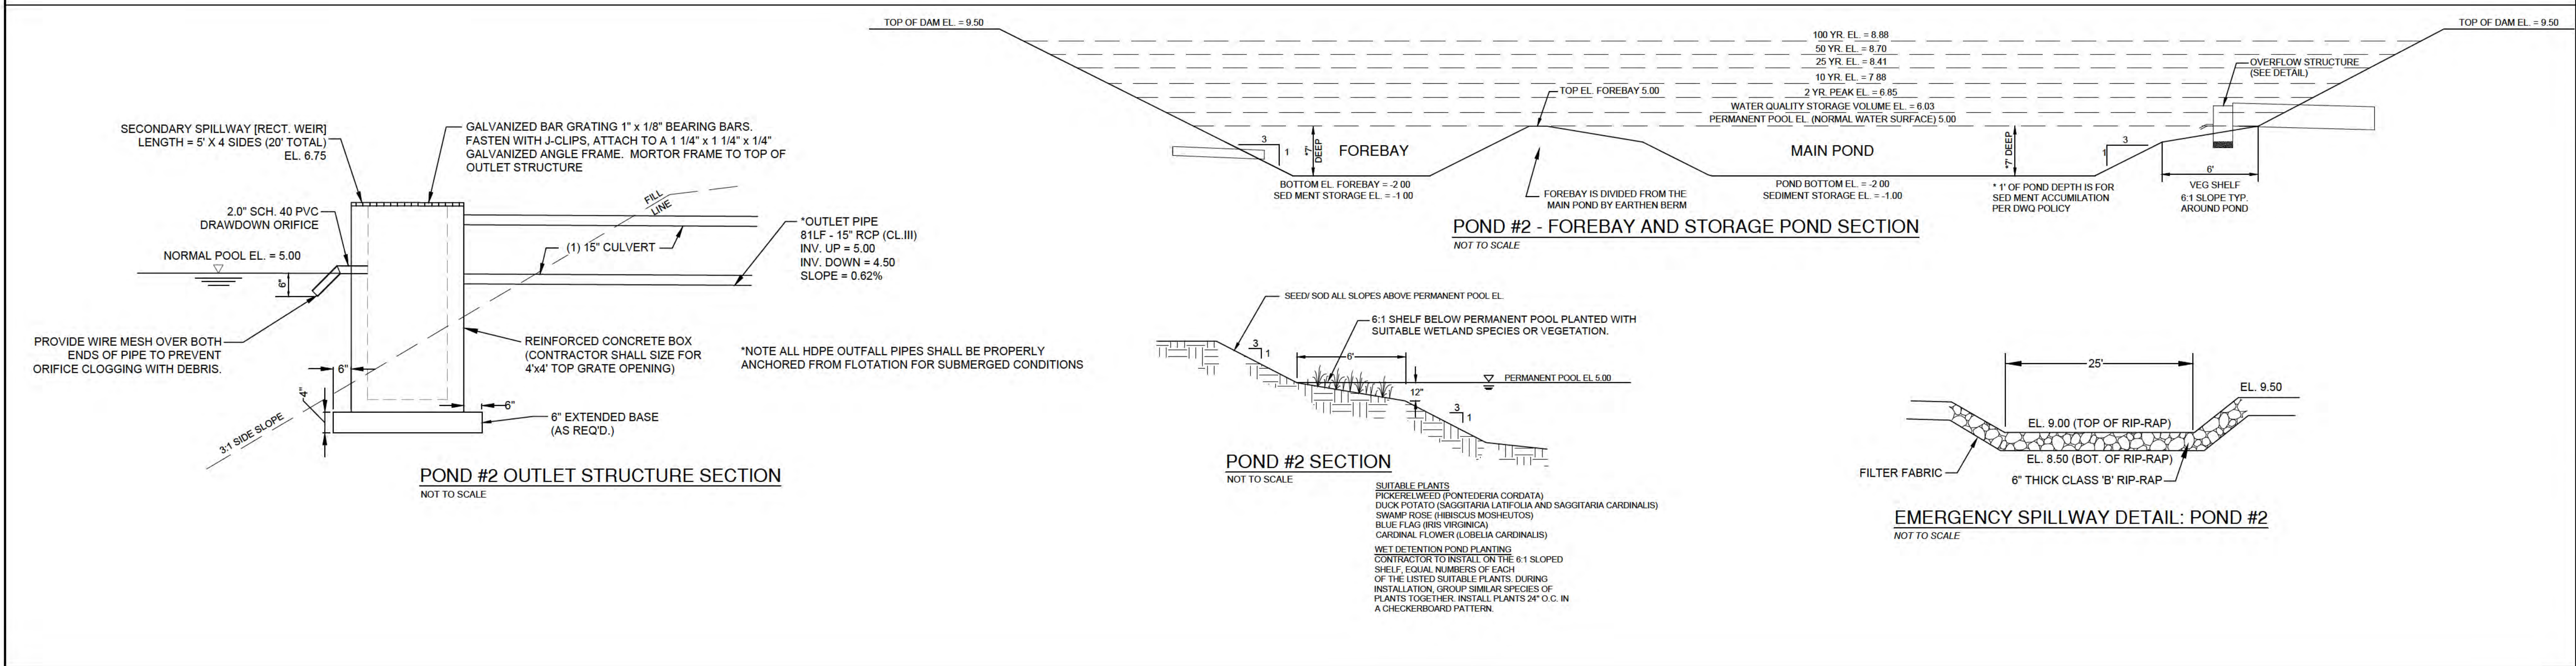 SECONDARY SPILLWAY [RECT. WEIR]
LENGTH = 5' X 4 SIDES (20' TOTAL)
EL. 6.75
GALVANIZED BAR GRATING 1" x 1/8" BEARING BARS.
FASTEN WITH J-CLIPS, ATTACH TO A 1 1/4" x 1 1/4" x 1/4"
GALVANIZED ANGLE FRAME. MORTOR FRAME TO TOP OF
OUTLET STRUCTURE
2.0" SCH. 40 PVC
DRAWDOWN ORIFICE
FILL
LINE
NORMAL POOL EL. = 5.00
(1) 15" CULVERT
*OUTLET PIPE
81LF - 15" RCP (CL.III)
INV. UP = 5.00
INV. DOWN = 4.50
SLOPE = 0.62%
6"
PROVIDE WIRE MESH OVER BOTH
ENDS OF PIPE TO PREVENT
ORIFICE CLOGGING WITH DEBRIS.
REINFORCED CONCRETE BOX
(CONTRACTOR SHALL SIZE FOR
4'x4' TOP GRATE OPENING)
*NOTE ALL HDPE OUTFALL PIPES SHALL BE PROPERLY
ANCHORED FROM FLOTATION FOR SUBMERGED CONDITIONS
6"
4"
6"
6" EXTENDED BASE
(AS REQ'D.)
3:1 SIDE SLOPE
POND #2 OUTLET STRUCTURE SECTION
NOT TO SCALE
TOP OF DAM EL. = 9.50
TOP OF DAM EL. = 9.50
100 YR. EL. = 8.88
50 YR. EL. = 8.70
25 YR. EL. = 8.41
10 YR. EL. = 7 88
2 YR. PEAK EL. = 6.85
WATER QUALITY STORAGE VOLUME EL. = 6.03
PERMANENT POOL EL. (NORMAL WATER SURFACE) 5.00
OVERFLOW STRUCTURE
(SEE DETAIL)
TOP EL. FOREBAY 5.00
3
1
*7'
DEEP
FOREBAY
MAIN POND
*7' DEEP
3
1
6'
BOTTOM EL. FOREBAY = -2 00
SED MENT STORAGE EL. = -1 00
FOREBAY IS DIVIDED FROM THE
MAIN POND BY EARTHEN BERM
POND BOTTOM EL. = -2 00
SEDIMENT STORAGE EL. = -1.00
* 1' OF POND DEPTH IS FOR
SED MENT ACCUMILATION
PER DWQ POLICY
VEG SHELF
6:1 SLOPE TYP.
AROUND POND
POND #2 - FOREBAY AND STORAGE POND SECTION
NOT TO SCALE
SEED/ SOD ALL SLOPES ABOVE PERMANENT POOL EL.
6:1 SHELF BELOW PERMANENT POOL PLANTED WITH
SUITABLE WETLAND SPECIES OR VEGETATION.
3
1
6'
PERMANENT POOL EL 5.00
12"
3
1
POND #2 SECTION
NOT TO SCALE
SUITABLE PLANTS
PICKERELWEED (PONTEDERIA CORDATA)
DUCK POTATO (SAGGITARIA LATIFOLIA AND SAGGITARIA CARDINALIS)
SWAMP ROSE (HIBISCUS MOSHEUTOS)
BLUE FLAG (IRIS VIRGINICA)
CARDINAL FLOWER (LOBELIA CARDINALIS)
WET DETENTION POND PLANTING
CONTRACTOR TO INSTALL ON THE 6:1 SLOPED
SHELF, EQUAL NUMBERS OF EACH
OF THE LISTED SUITABLE PLANTS. DURING
INSTALLATION, GROUP SIMILAR SPECIES OF
PLANTS TOGETHER. INSTALL PLANTS 24" O.C. IN
A CHECKERBOARD PATTERN.
25'
EL. 9.50
EL. 9.00 (TOP OF RIP-RAP)
EL. 8.50 (BOT. OF RIP-RAP)
FILTER FABRIC
6" THICK CLASS 'B' RIP-RAP
EMERGENCY SPILLWAY DETAIL: POND #2
NOT TO SCALE